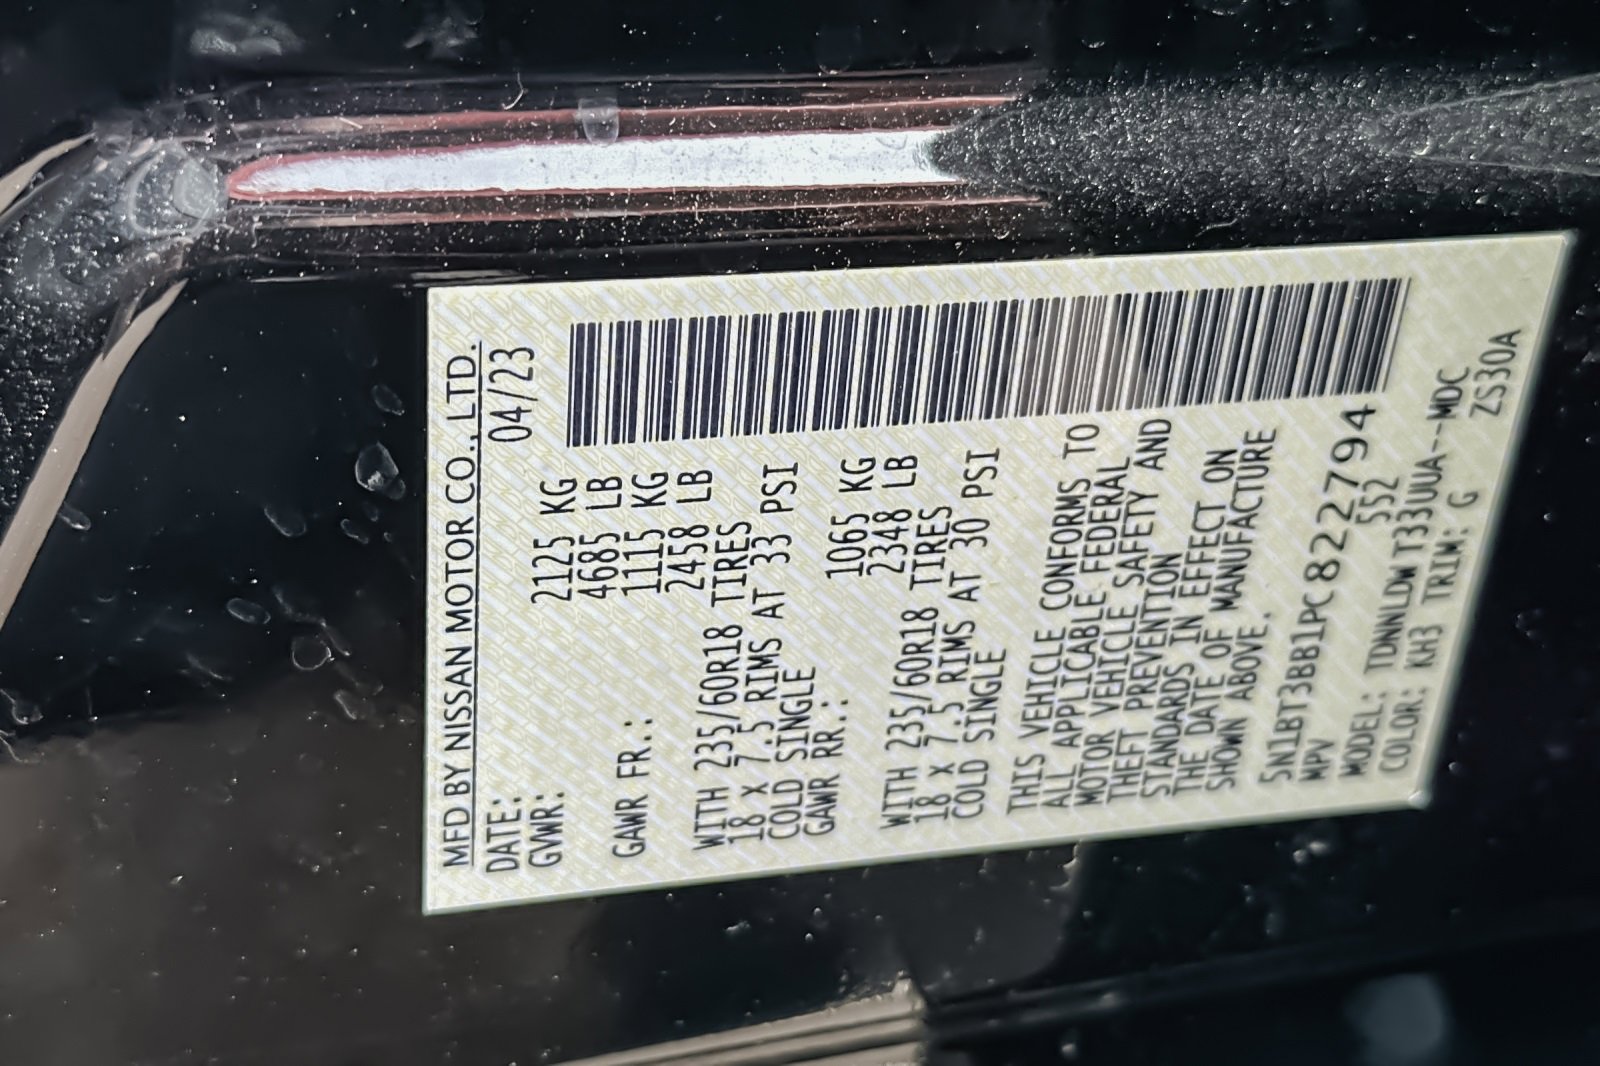 MFD BY NISSAN MOTOR CO., LTD.
DATE: 04/23
GVWR: 2125 KG
4685 LB
GAWR FR.: 1115 KG
2458 LB
WITH 235/60R18 TIRES
18 X 7.5 RIMS AT 33 PSI
COLD SINGLE
GAWR RR.: 1065 KG
2348 LB
WITH 235/60R18 TIRES
18 X 7.5 RIMS AT 30 PSI
COLD SINGLE
THIS VEHICLE CONFORMS TO
ALL APPLICABLE FEDERAL
MOTOR VEHICLE SAFETY AND
THEFT PREVENTION
STANDARDS IN EFFECT ON
THE DATE OF MANUFACTURE
SHOWN ABOVE.
5N1BT3BB1PC822794
MPV 552
MODEL: TDNNLDWT33UUA--MDC
COLOR: KH3 TRIM: G ZS30A